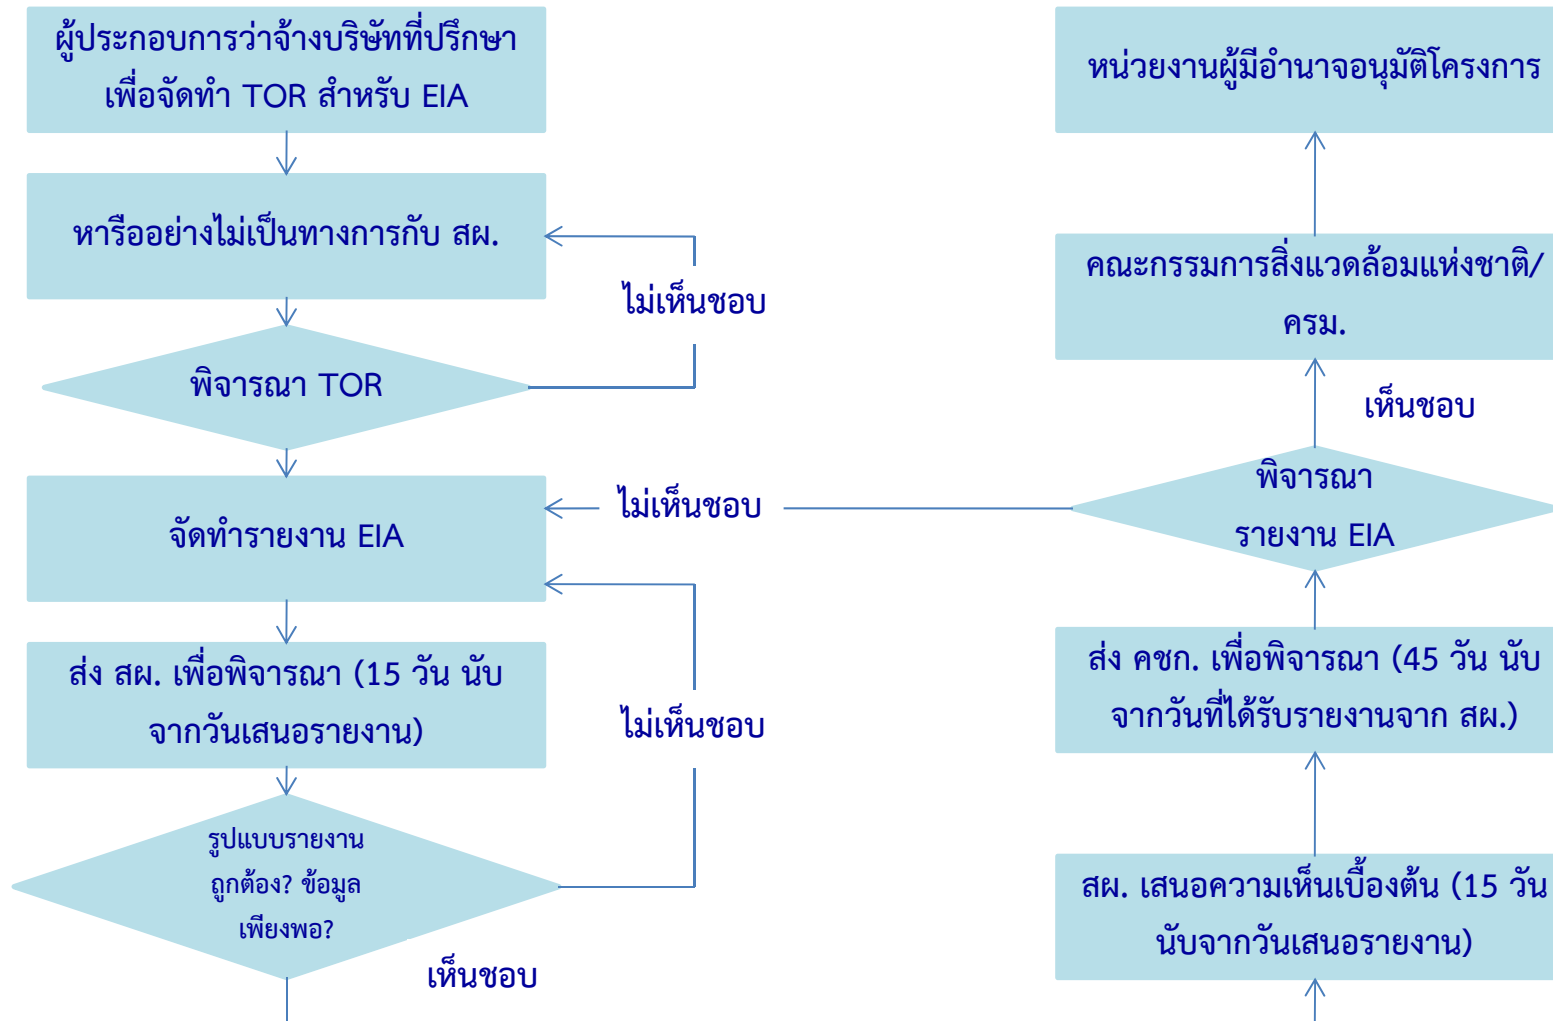 ผู้ประกอบการว่าจ้างบริษัทที่ปรึกษา
เพื่อจัดทำ TOR สำหรับ EIA
หารืออย่างไม่เป็นทางการกับ สผ.
ไม่เห็นชอบ
พิจารณา TOR
จัดทำรายงาน EIA
ไม่เห็นชอบ
ส่ง สผ. เพื่อพิจารณา (15 วัน นับ
จากวันเสนอรายงาน)
ไม่เห็นชอบ
รูปแบบรายงาน
ถูกต้อง? ข้อมูล
เพียงพอ?
เห็นชอบ
หน่วยงานผู้มีอำนาจอนุมัติโครงการ
คณะกรรมการสิ่งแวดล้อมแห่งชาติ/
ครม.
เห็นชอบ
พิจารณา
รายงาน EIA
ส่ง คชก. เพื่อพิจารณา (45 วัน นับ
จากวันที่ได้รับรายงานจาก สผ.)
สผ. เสนอความเห็นเบื้องต้น (15 วัน
นับจากวันเสนอรายงาน)